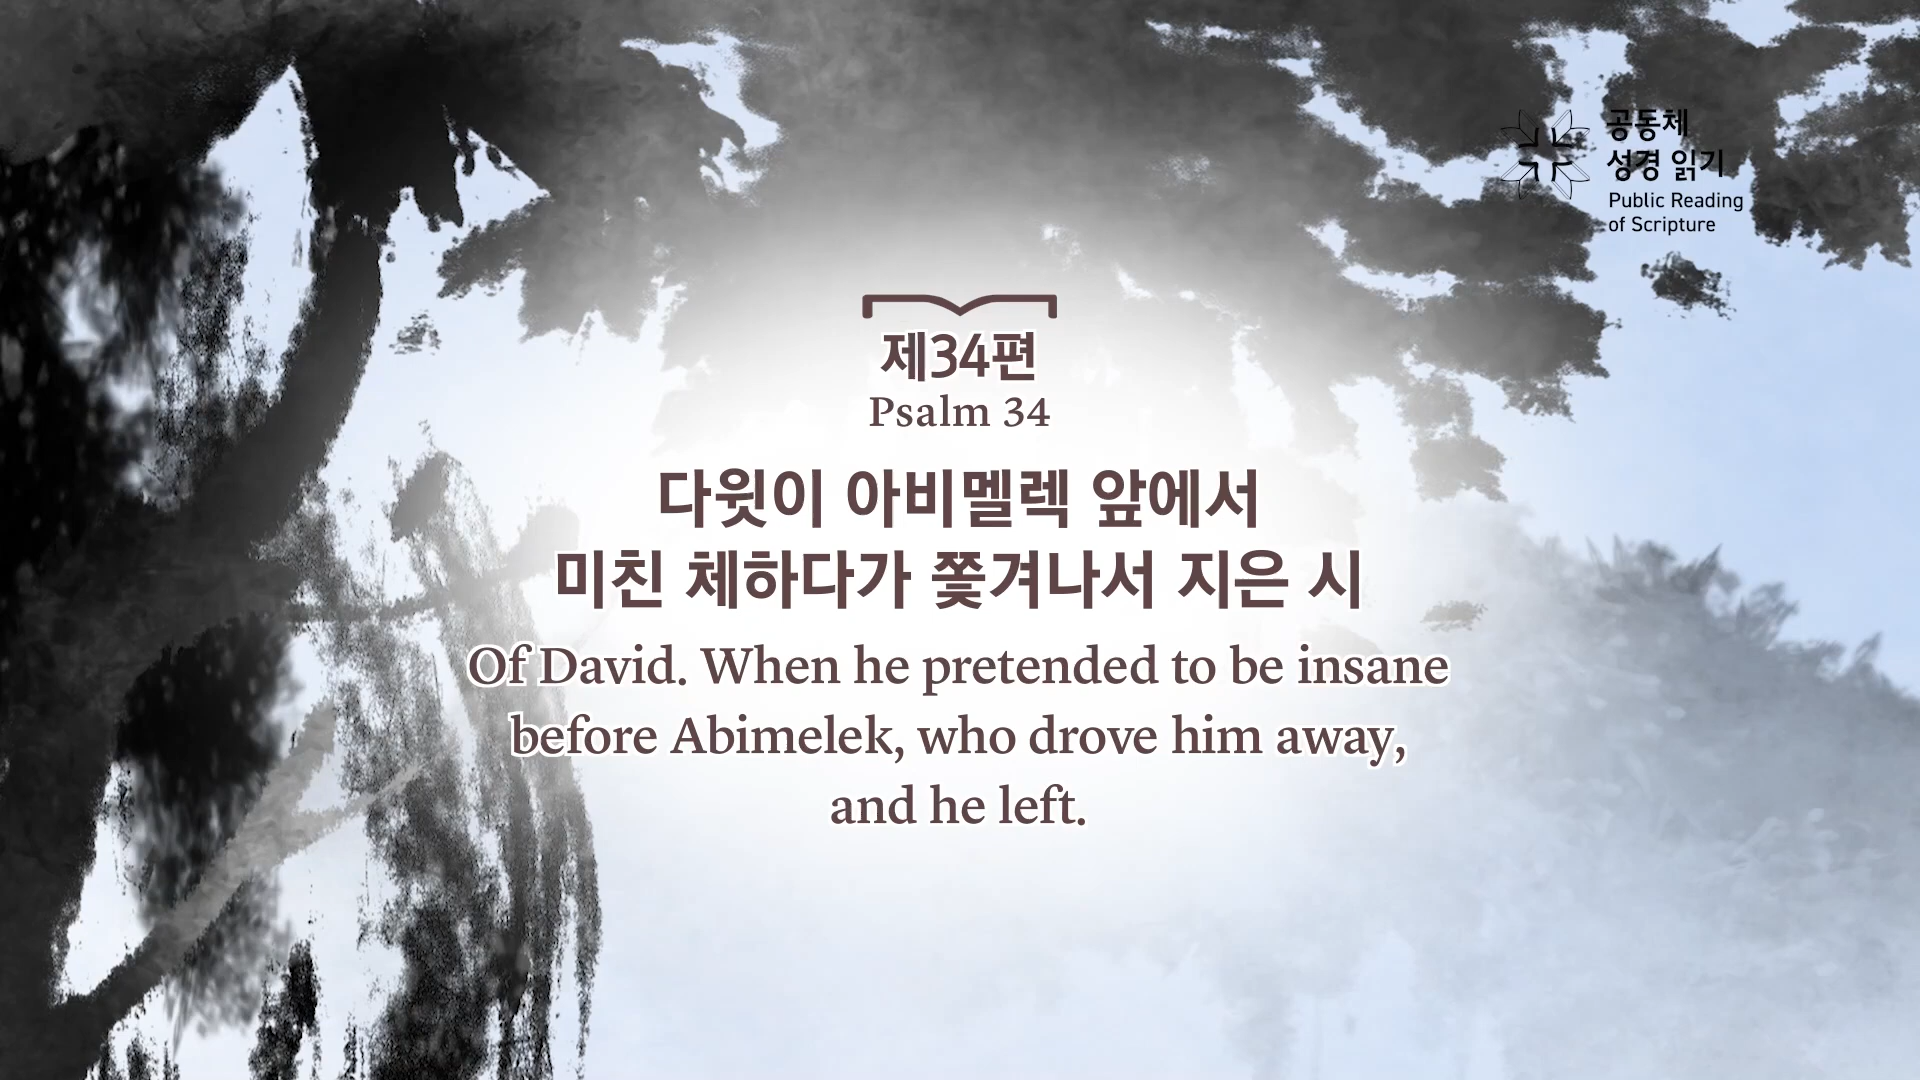 공동체
성경 읽기
Public Reading
of Scripture
제34편
Psalm 34
다윗이 아비멜렉 앞에서
미친 체하다가 쫓겨나서 지은 시
Of David. When he pretended to be insane
before Abimelek, who drove him away,
and he left.